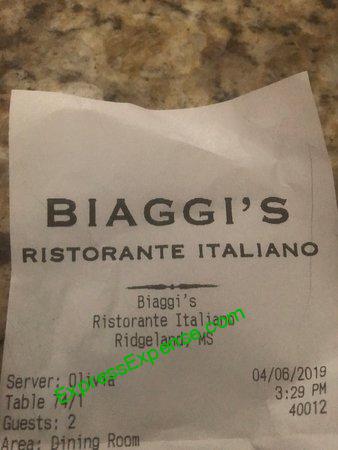 BIAGGI'S
RISTORANTE ITALIANO
Biaggi's
Ristorante Italiano
Ridgeland, MS
ExpressExpense.com
Server: Olivia 04/06/2019
Table 74/1 3:29 PM
Guests: 2 40012
Area: Dining Room